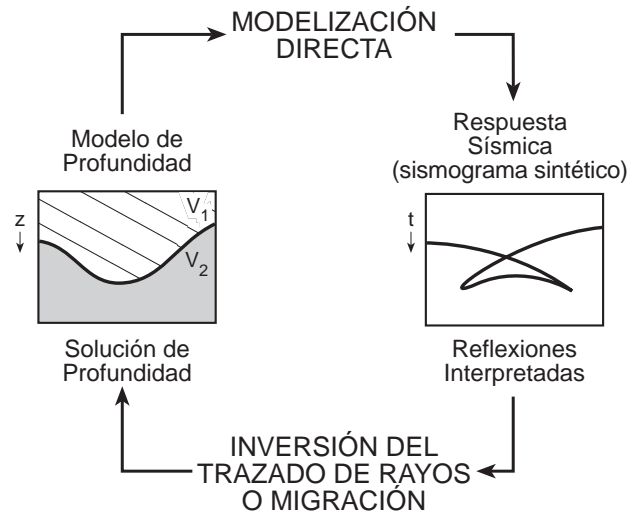 MODELIZACIÓN
DIRECTA
Modelo de
Profundidad
Respuesta
Sísmica
(sismograma sintético)
z
V1
V2
t
Solución de
Profundidad
Reflexiones
Interpretadas
INVERSIÓN DEL
TRAZADO DE RAYOS
O MIGRACIÓN